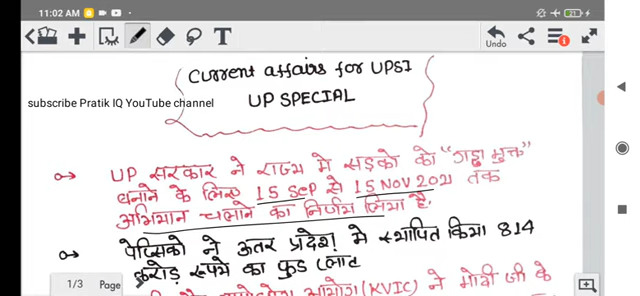 11:02 AM
21
Undo
Current affairs for UPSI
UP SPECIAL
subscribe Pratik IQ YouTube channel
UP सरकार ने राज्य मे सड़को को "गड्ढा मुक्त"
बनाने के लिए 15 Sep से 15 NOV 2021 तक
अभियान चलाने का निर्णय लिया है.
पेप्सिको ने उत्तर प्रदेश मे स्थापित किया 814
करोड़ रूपये का फुड प्लांट
1/3 Page
आयोग (KVIC) ने मोदी जी के